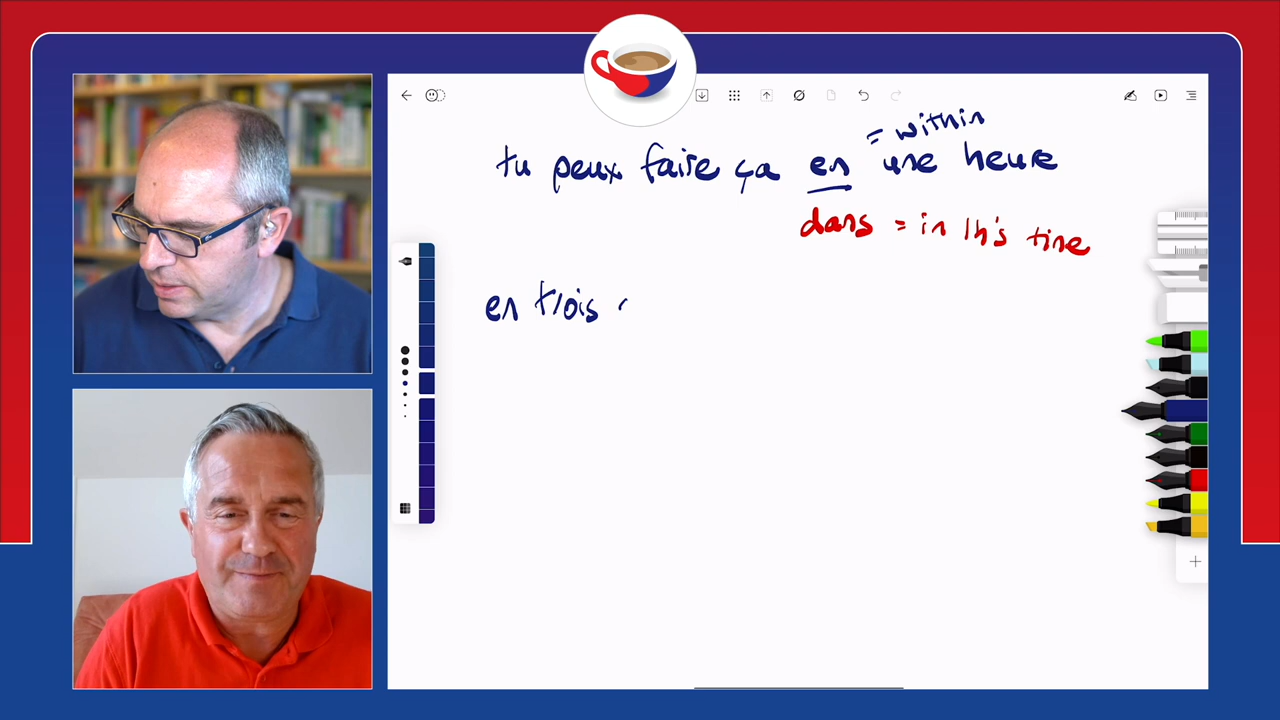 = within
tu peux faire ça en une heure
dans = in 1h's time
en trois